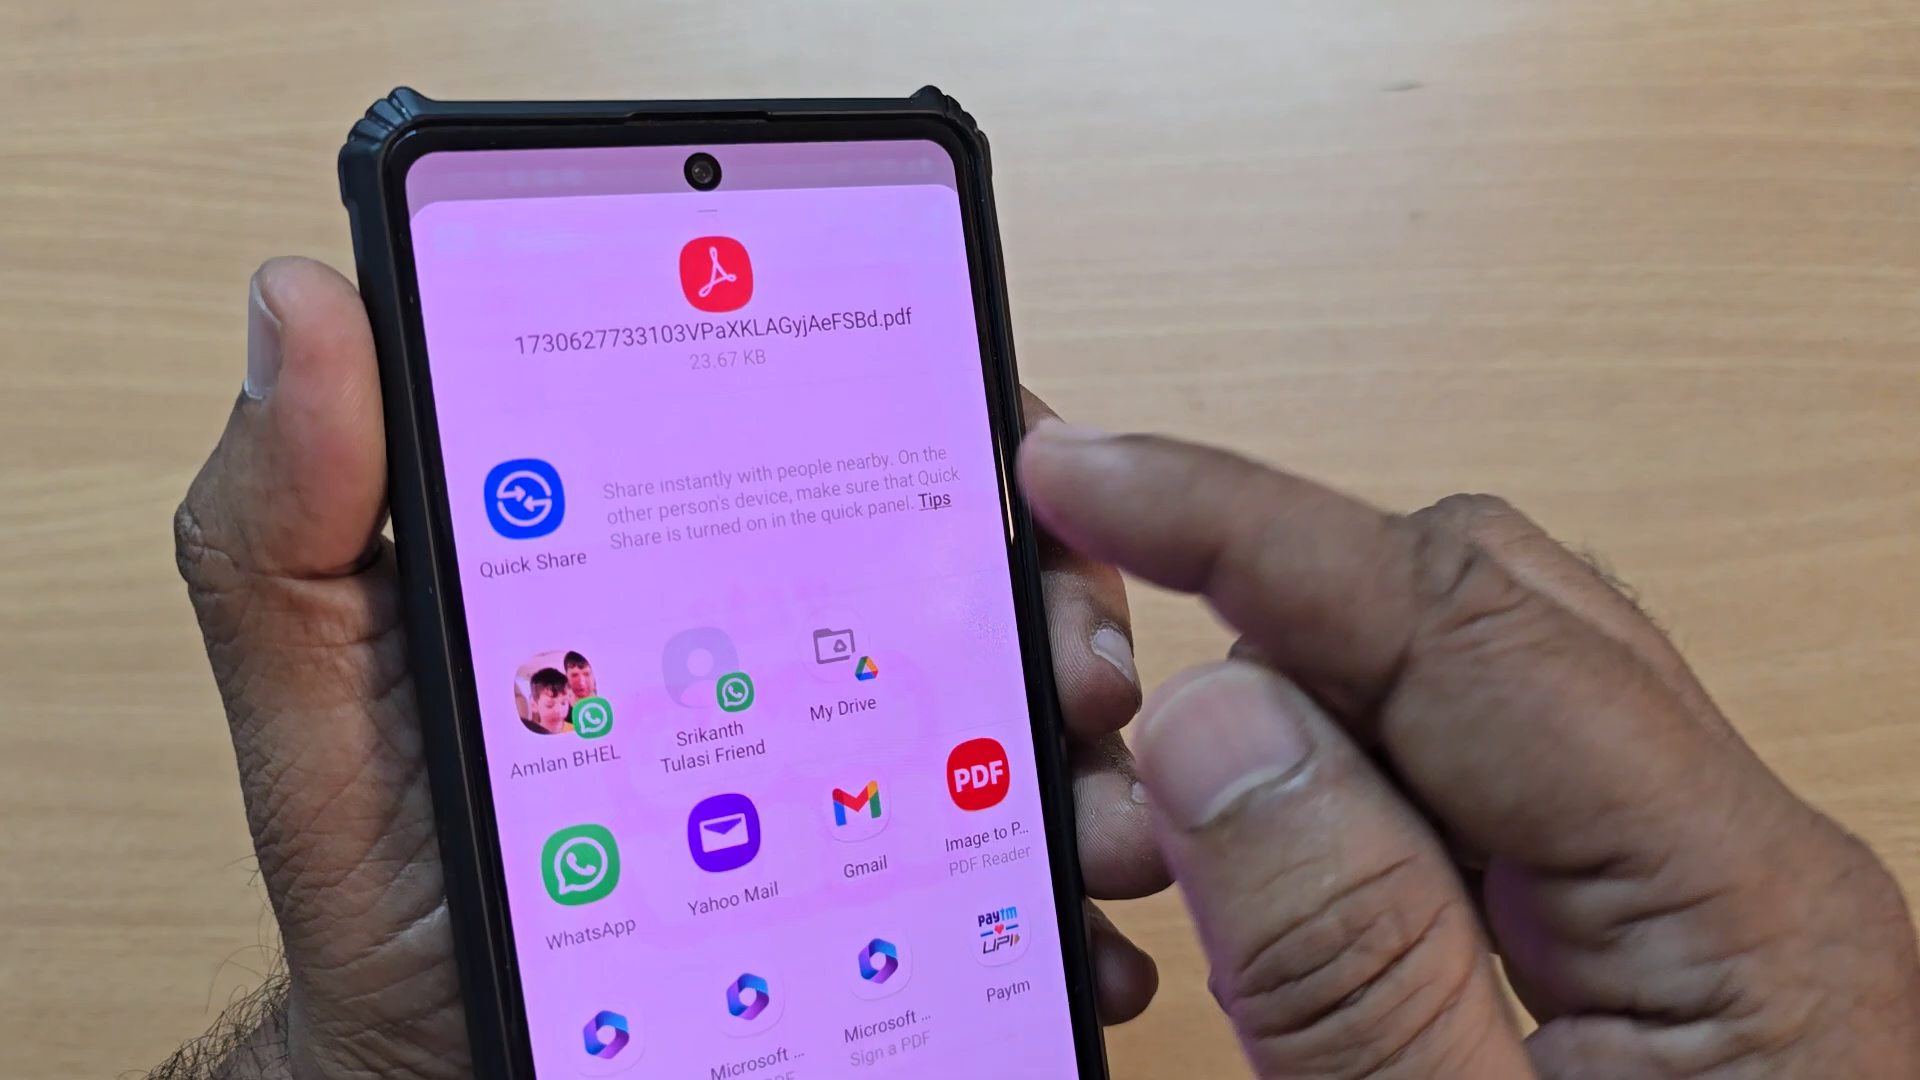 1730627733103VPaXKLAGyjAeFSBd.pdf
23.67 KB
Share instantly with people nearby. On the
other person's device, make sure that Quick
Share is turned on in the quick panel. Tips
Quick Share
Amlan BHEL
Srikanth
Tulasi Friend
My Drive
WhatsApp
Yahoo Mail
Gmail
PDF
Image to P...
PDF Reader
Microsoft ...
Microsoft ...
Sign a PDF
paytm
UPI
Paytm